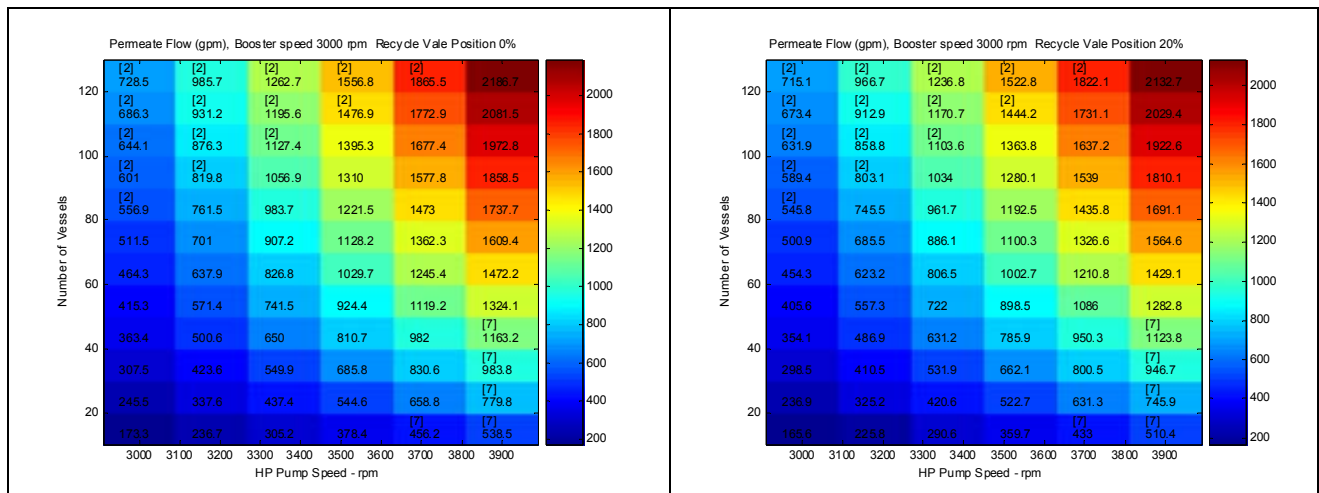 Permeate Flow (gpm), Booster speed 3000 rpm Recycle Vale Position 0%
[2] [2] [2] [2] [2]
728.5 985.7 1262.7 1556.8 1865.5 2186.7
120
[2] [2] [2] [2]
686.3 931.2 1195.6 1476.9 1772.9 2081.5
[2] [2] [2]
644.1 876.3 1127.4 1395.3 1677.4 1972.8
100
[2] [2]
601 819.8 1056.9 1310 1577.8 1858.5
[2]
556.9 761.5 983.7 1221.5 1473 1737.7
80
511.5 701 907.2 1128.2 1362.3 1609.4
464.3 637.9 826.8 1029.7 1245.4 1472.2
60
415.3 571.4 741.5 924.4 1119.2 1324.1
[7]
363.4 500.6 650 810.7 982 1163.2
40
[7]
307.5 423.6 549.9 685.8 830.6 983.8
[7]
245.5 337.6 437.4 544.6 658.8 779.8
20
[7] [7]
236.7 378.4 456.2 538.5
3000 3100 3200 3300 3400 3500 3600 3700 3800 3900
HP Pump Speed - rpm
Number of Vessels
2000
1800
1600
1400
1200
1000
800
600
400
200
Permeate Flow (gpm), Booster speed 3000 rpm Recycle Vale Position 20%
[2] [2] [2] [2] [2]
715.1 966.7 1236.8 1522.8 1822.1 2132.7
120
[2] [2] [2] [2]
673.4 912.9 1170.7 1444.2 1731.1 2029.4
[2] [2] [2]
631.9 858.8 1103.6 1363.8 1637.2 1922.6
100
[2] [2]
589.4 803.1 1034 1280.1 1539 1810.1
[2]
545.8 745.5 961.7 1192.5 1435.8 1691.1
80
500.9 685.5 886.1 1100.3 1326.6 1564.6
454.3 623.2 806.5 1002.7 1210.8 1429.1
60
405.6 557.3 722 898.5 1086 1282.8
[7]
354.1 486.9 631.2 785.9 950.3 1123.8
40
[7]
298.5 410.5 531.9 662.1 800.5 946.7
[7]
236.9 325.2 420.6 522.7 631.3 745.9
20
[7] [7]
225.8 290.6 359.7 433 510.4
3000 3100 3200 3300 3400 3500 3600 3700 3800 3900
HP Pump Speed - rpm
Number of Vessels
2000
1800
1600
1400
1200
1000
800
600
400
200